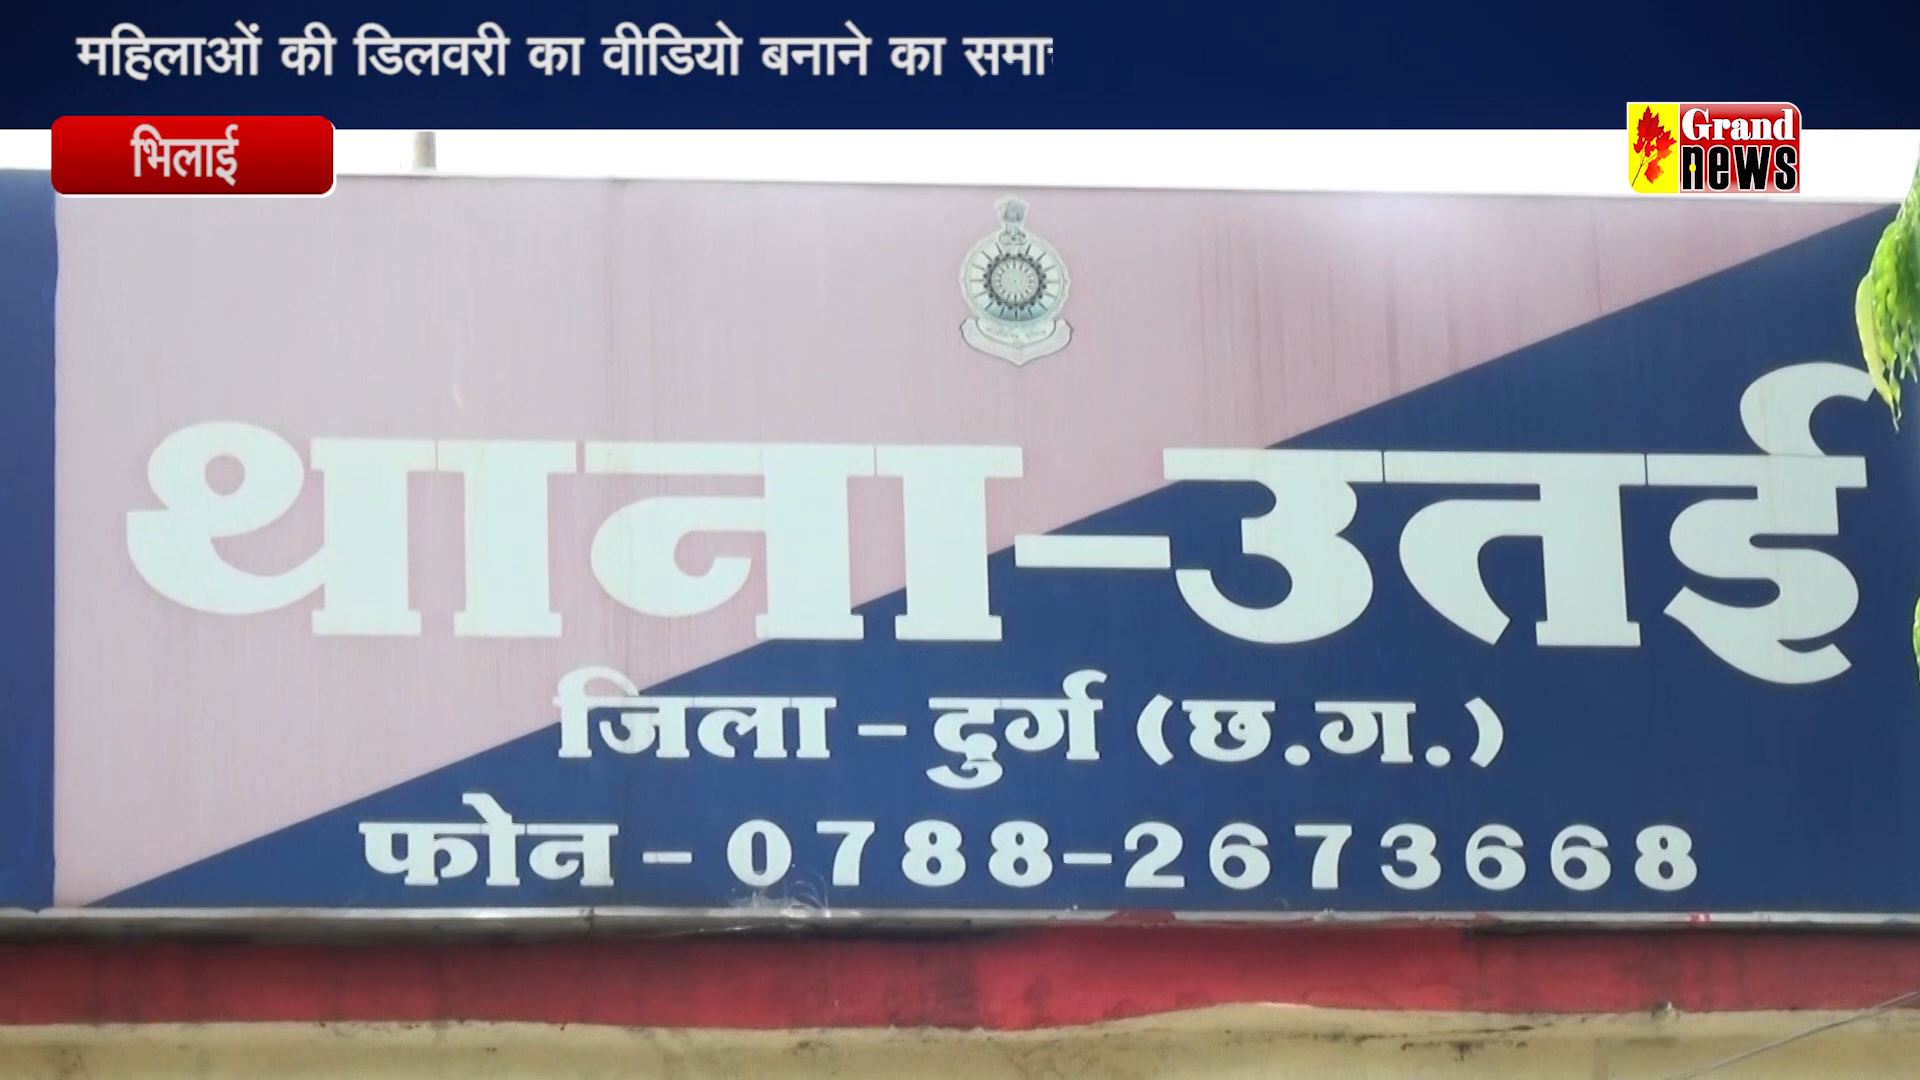 महिलाओं की डिलवरी का वीडियो बनाने का
भिलाई
Grand
news
थाना-उतई
जिला - दुर्ग (छ.ग.)
फोन - 0788-2673668